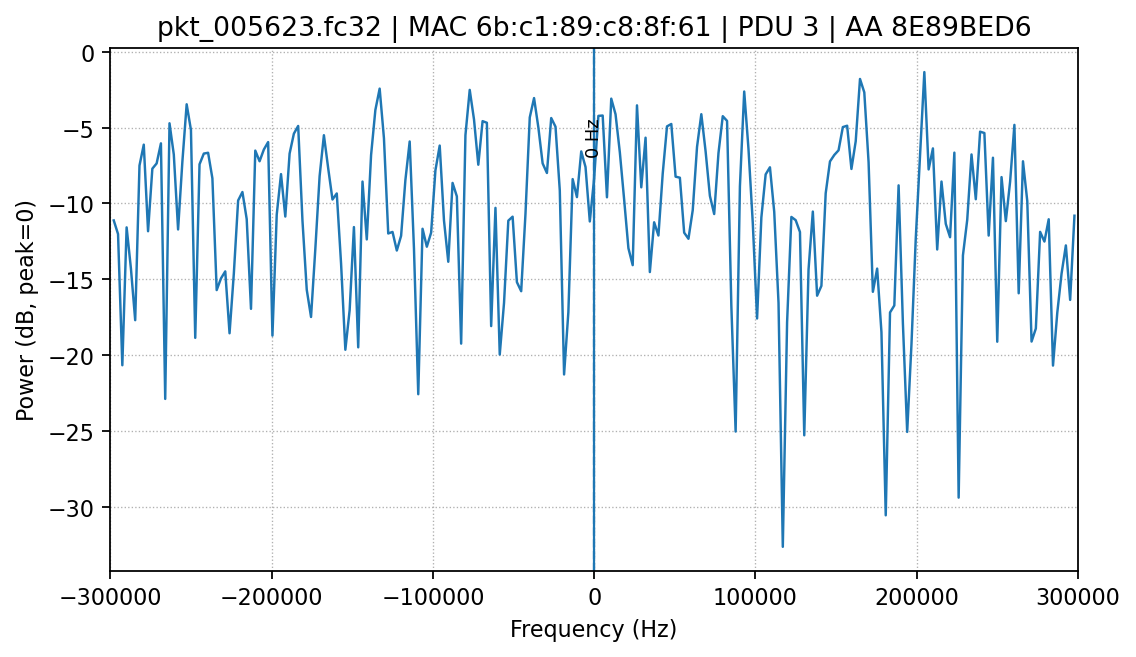 pkt_005623.fc32 | MAC 6b:c1:89:c8:8f:61 | PDU 3 | AA 8E89BED6
Power (dB, peak=0)
0
−5
−10
−15
−20
−25
−30
0 Hz
−300000 −200000 −100000 0 100000 200000 300000
Frequency (Hz)